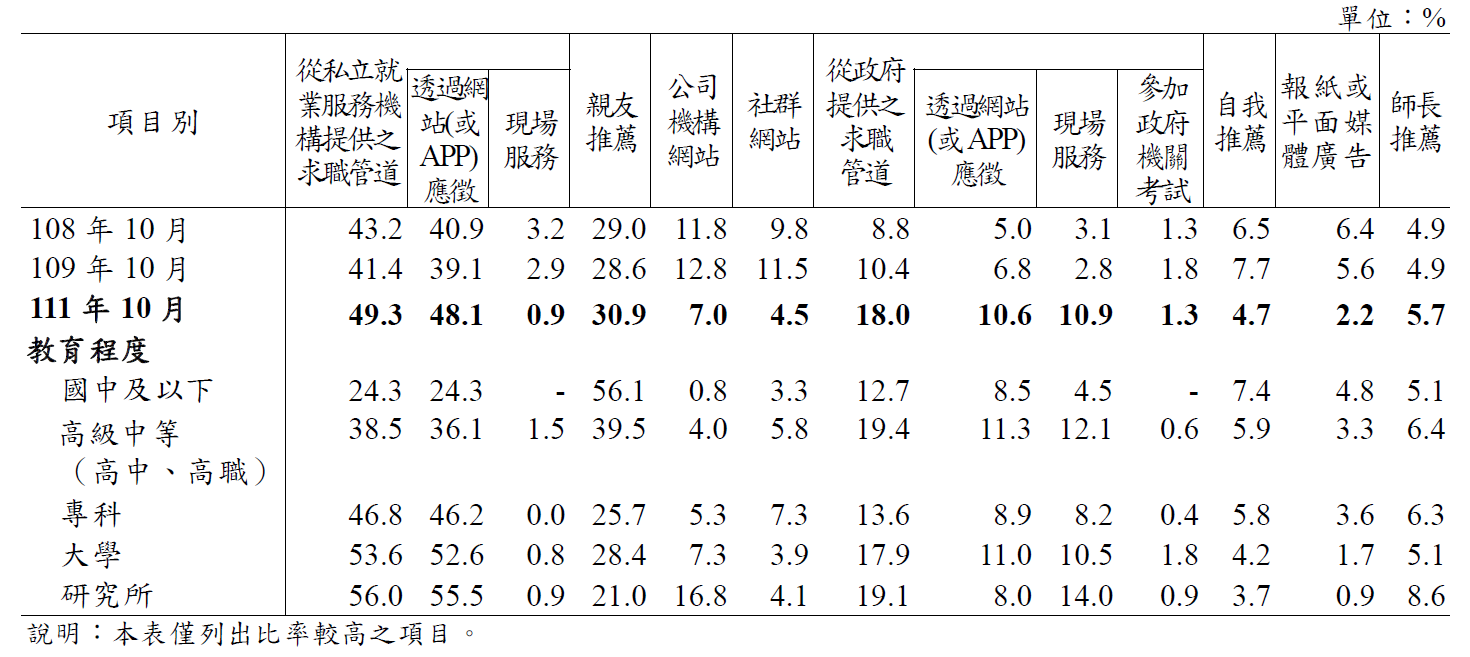 單位：%
項目別 從私立就業服務機構提供之求職管道 透過網站(或APP)應徵 現場服務 親友推薦 公司機構網站 社群網站 從政府提供之求職管道 透過網站(或APP)應徵 現場服務 參加政府機關考試 自我推薦 報紙或平面媒體廣告 師長推薦
108 年 10 月 43.2 40.9 3.2 29.0 11.8 9.8 8.8 5.0 3.1 1.3 6.5 6.4 4.9
109 年 10 月 41.4 39.1 2.9 28.6 12.8 11.5 10.4 6.8 2.8 1.8 7.7 5.6 4.9
111 年 10 月 49.3 48.1 0.9 30.9 7.0 4.5 18.0 10.6 10.9 1.3 4.7 2.2 5.7
教育程度
國中及以下 24.3 24.3 - 56.1 0.8 3.3 12.7 8.5 4.5 - 7.4 4.8 5.1
高級中等 38.5 36.1 1.5 39.5 4.0 5.8 19.4 11.3 12.1 0.6 5.9 3.3 6.4
（高中、高職）
專科 46.8 46.2 0.0 25.7 5.3 7.3 13.6 8.9 8.2 0.4 5.8 3.6 6.3
大學 53.6 52.6 0.8 28.4 7.3 3.9 17.9 11.0 10.5 1.8 4.2 1.7 5.1
研究所 56.0 55.5 0.9 21.0 16.8 4.1 19.1 8.0 14.0 0.9 3.7 0.9 8.6
說明：本表僅列出比率較高之項目。